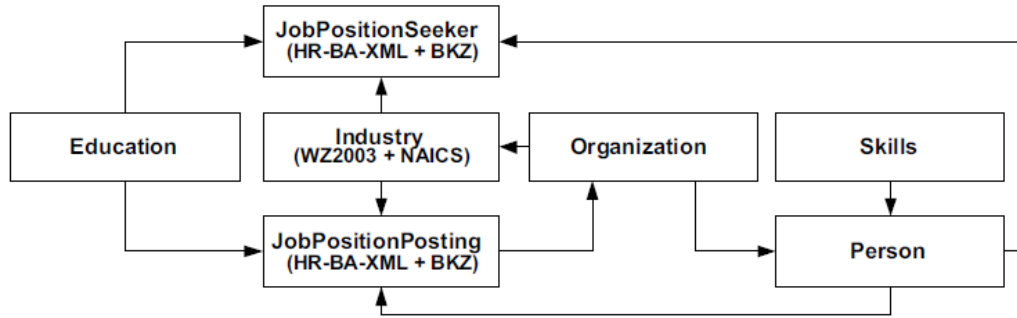 JobPositionSeeker
(HR-BA-XML + BKZ)
Education
Industry
(WZ2003 + NAICS)
Organization
Skills
JobPositionPosting
(HR-BA-XML + BKZ)
Person